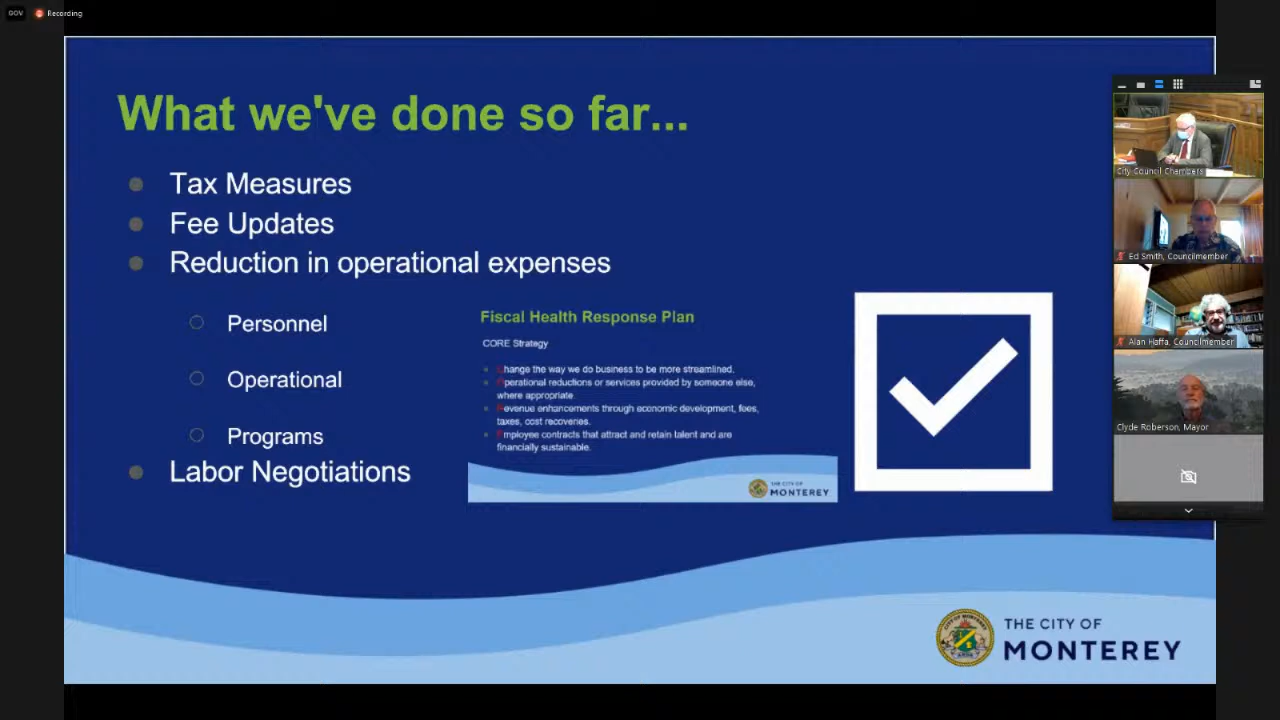 GOV
Recording
What we've done so far...
Tax Measures
Fee Updates
Reduction in operational expenses
Personnel
Operational
Programs
Labor Negotiations
Fiscal Health Response Plan
CORE Strategy
Change the way we do business to be more streamlined.
Operational reductions or services provided by someone else,
where appropriate.
Revenue enhancements through economic development, fees,
taxes, cost recoveries.
Employee contracts that attract and retain talent and are
financially sustainable.
THE CITY OF
MONTEREY
City Council Chambers
Ed Smith, Councilmember
Alan Haffa, Councilmember
Clyde Roberson, Mayor
THE CITY OF
MONTEREY